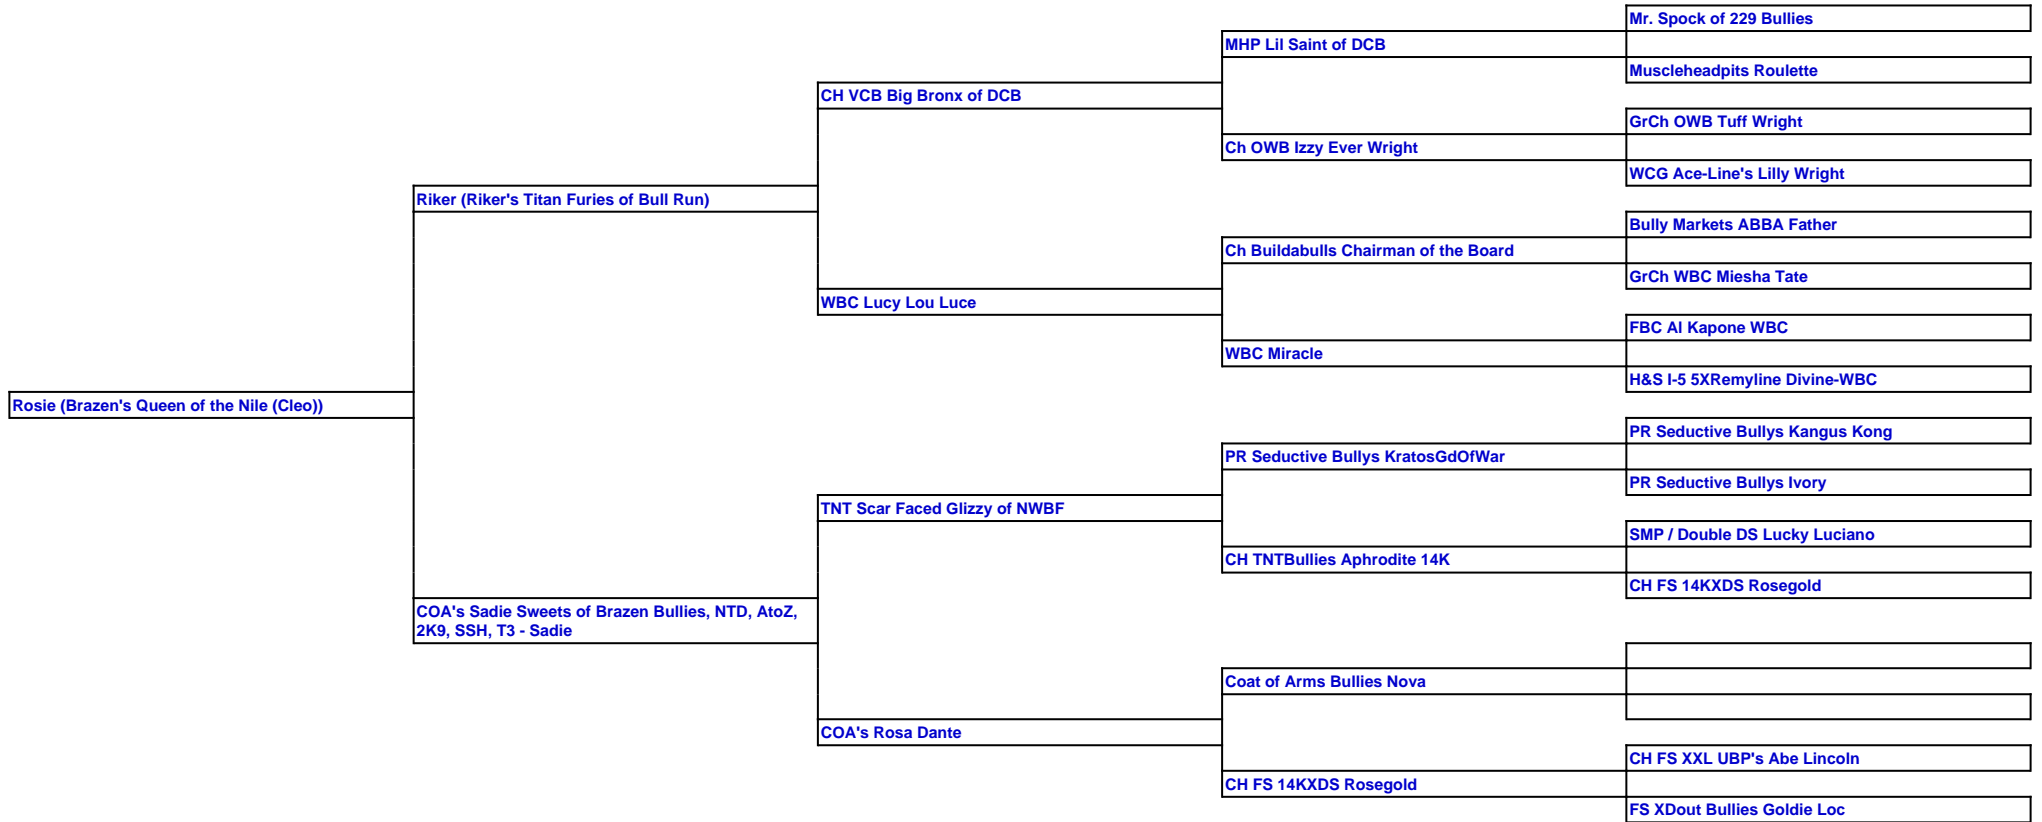 Mr. Spock of 229 Bullies
MHP Lil Saint of DCB
Muscleheadpits Roulette
CH VCB Big Bronx of DCB
GrCh OWB Tuff Wright
Ch OWB Izzy Ever Wright
WCG Ace-Line's Lilly Wright
Riker (Riker's Titan Furies of Bull Run)
Bully Markets ABBA Father
Ch Buildabulls Chairman of the Board
GrCh WBC Miesha Tate
WBC Lucy Lou Luce
FBC Al Kapone WBC
WBC Miracle
H&S I-5 5XRemyline Divine-WBC
Rosie (Brazen's Queen of the Nile (Cleo))
PR Seductive Bullys Kangus Kong
PR Seductive Bullys KratosGdOfWar
PR Seductive Bullys Ivory
TNT Scar Faced Glizzy of NWBF
SMP / Double DS Lucky Luciano
CH TNTBullies Aphrodite 14K
CH FS 14KXDS Rosegold
COA's Sadie Sweets of Brazen Bullies, NTD, AtoZ,
2K9, SSH, T3 - Sadie
Coat of Arms Bullies Nova
COA's Rosa Dante
CH FS XXL UBP's Abe Lincoln
CH FS 14KXDS Rosegold
FS XDout Bullies Goldie Loc